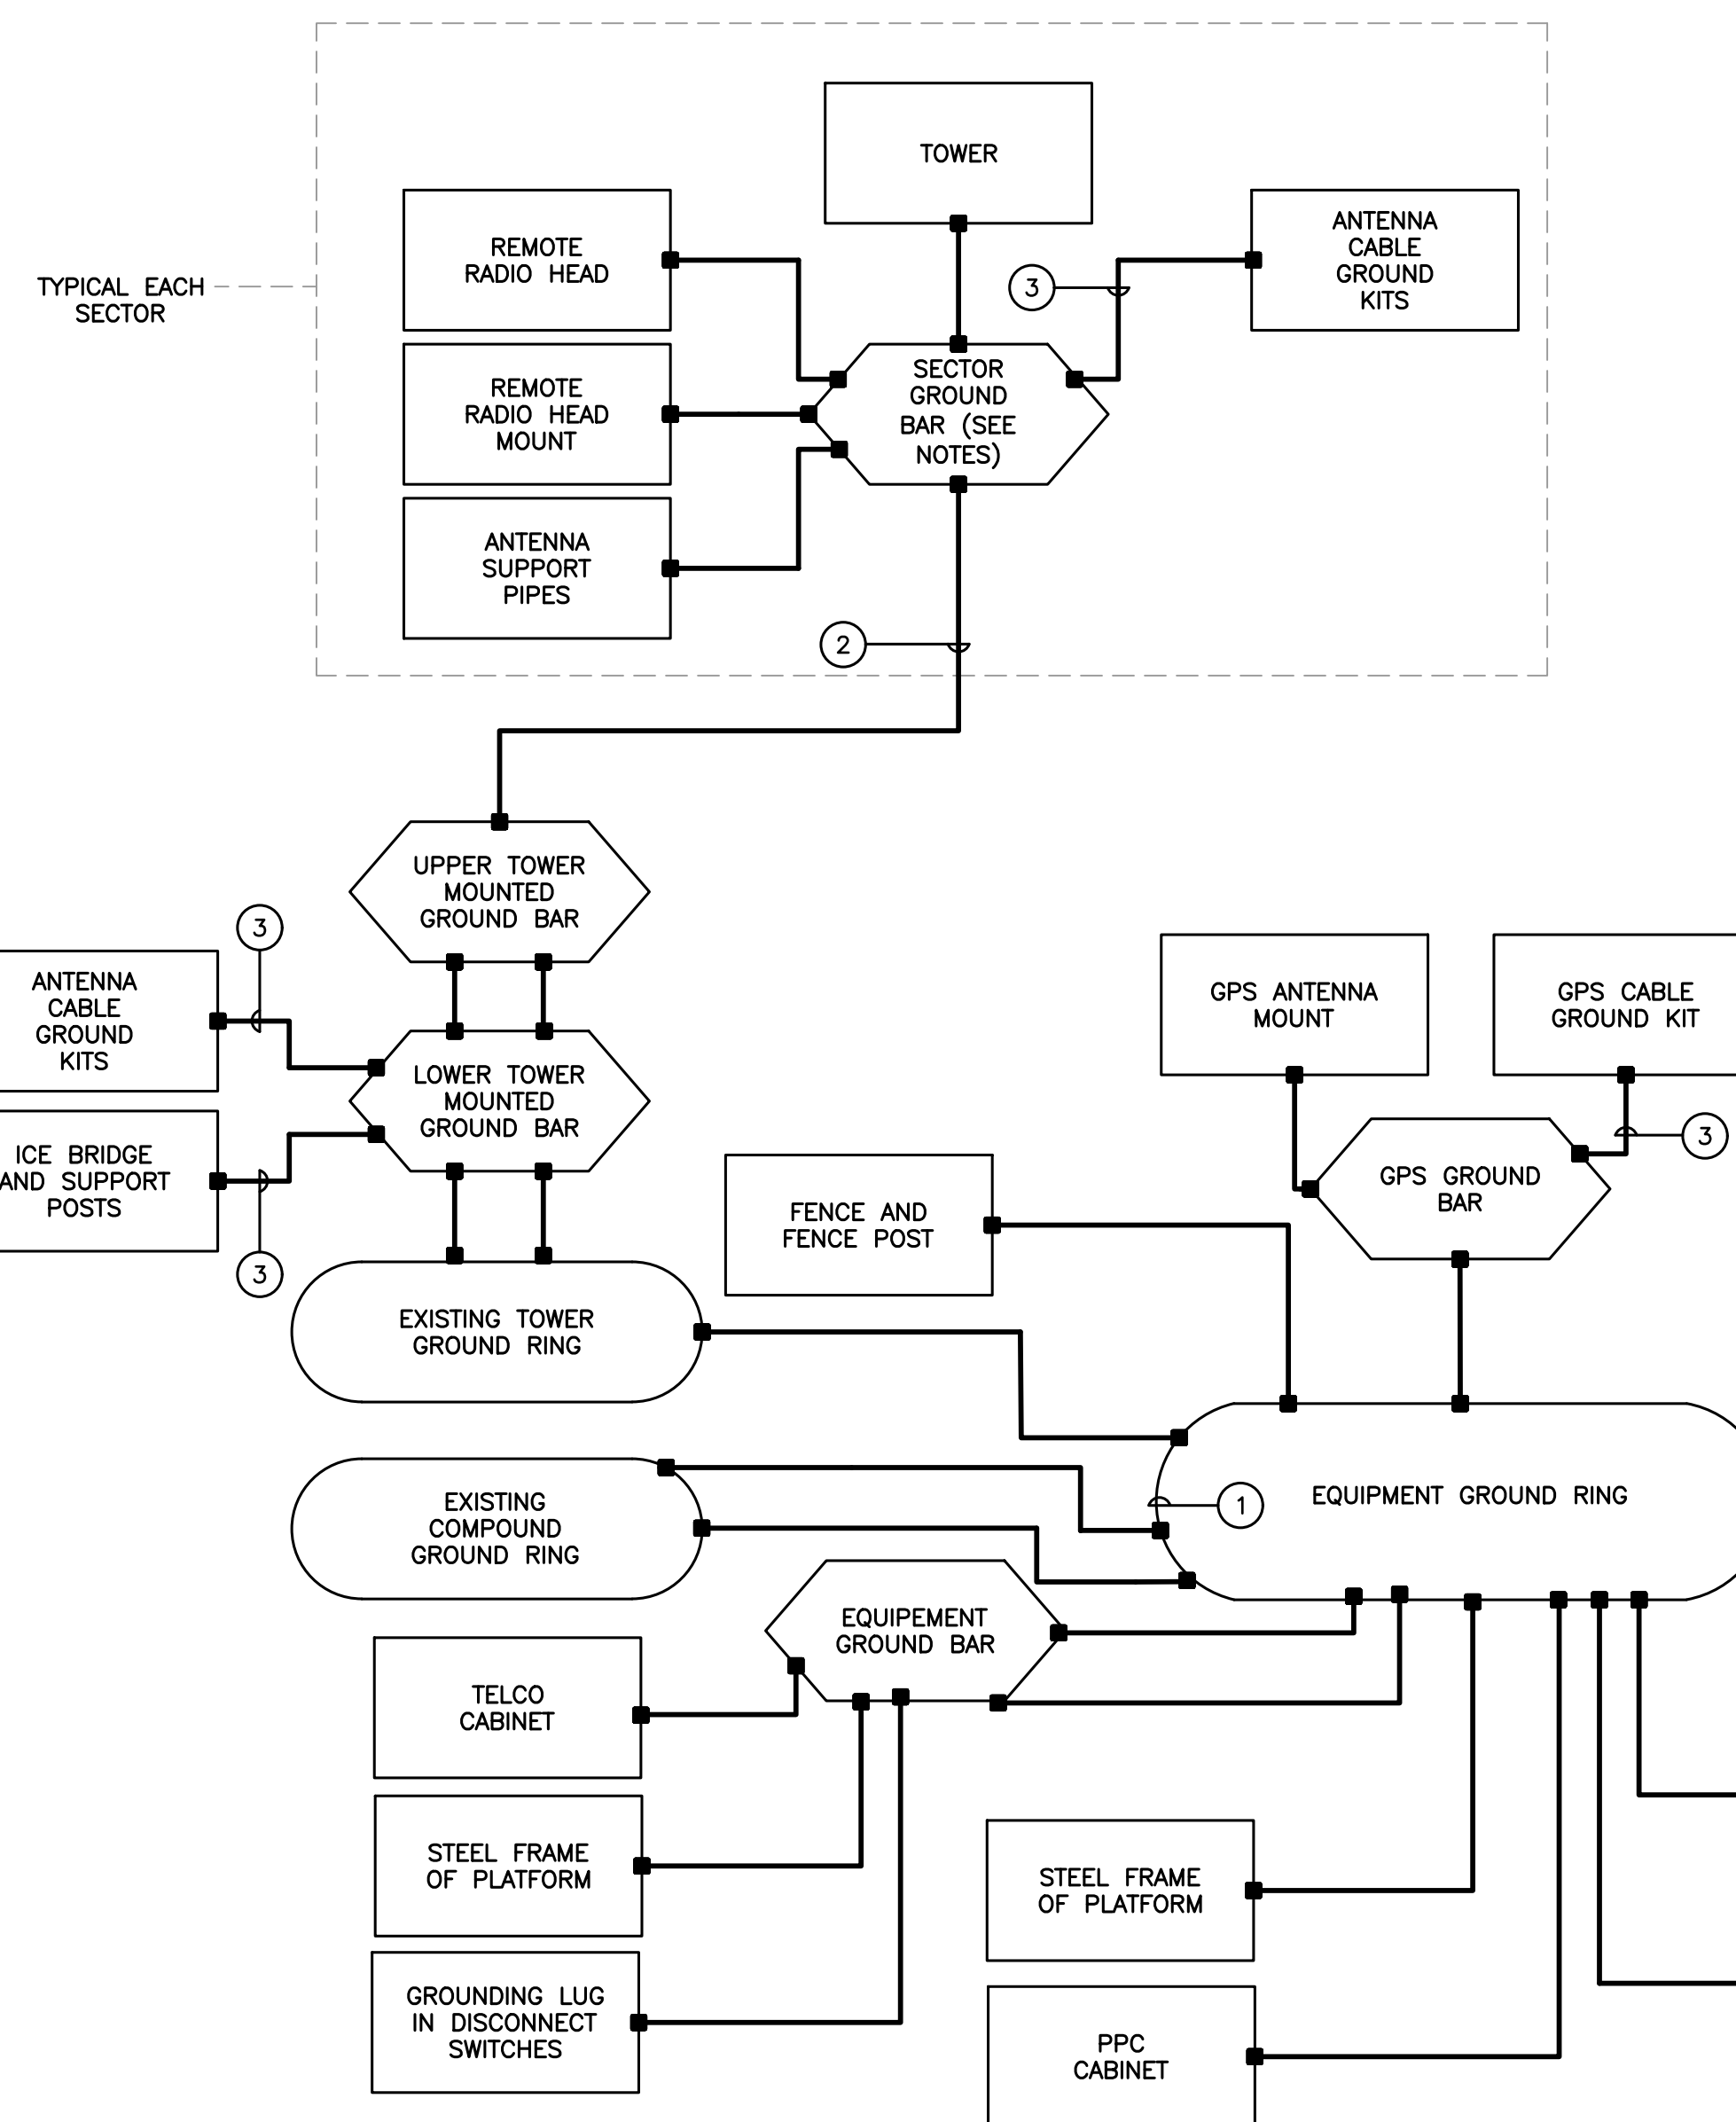 TOWER
REMOTE
RADIO HEAD
ANTENNA
CABLE
GROUND
KITS
3
TYPICAL EACH
SECTOR
REMOTE
RADIO HEAD
MOUNT
SECTOR
GROUND
BAR (SEE
NOTES)
ANTENNA
SUPPORT
PIPES
2
UPPER TOWER
MOUNTED
GROUND BAR
3
ANTENNA
CABLE
GROUND
KITS
LOWER TOWER
MOUNTED
GROUND BAR
GPS ANTENNA
MOUNT
GPS CABLE
GROUND KIT
3
ICE BRIDGE
AND SUPPORT
POSTS
3
FENCE AND
FENCE POST
GPS GROUND
BAR
EXISTING TOWER
GROUND RING
EXISTING
COMPOUND
GROUND RING
1
EQUIPMENT GROUND RING
EQUIPEMENT
GROUND BAR
TELCO
CABINET
STEEL FRAME
OF PLATFORM
STEEL FRAME
OF PLATFORM
GROUNDING LUG
IN DISCONNECT
SWITCHES
PPC
CABINET